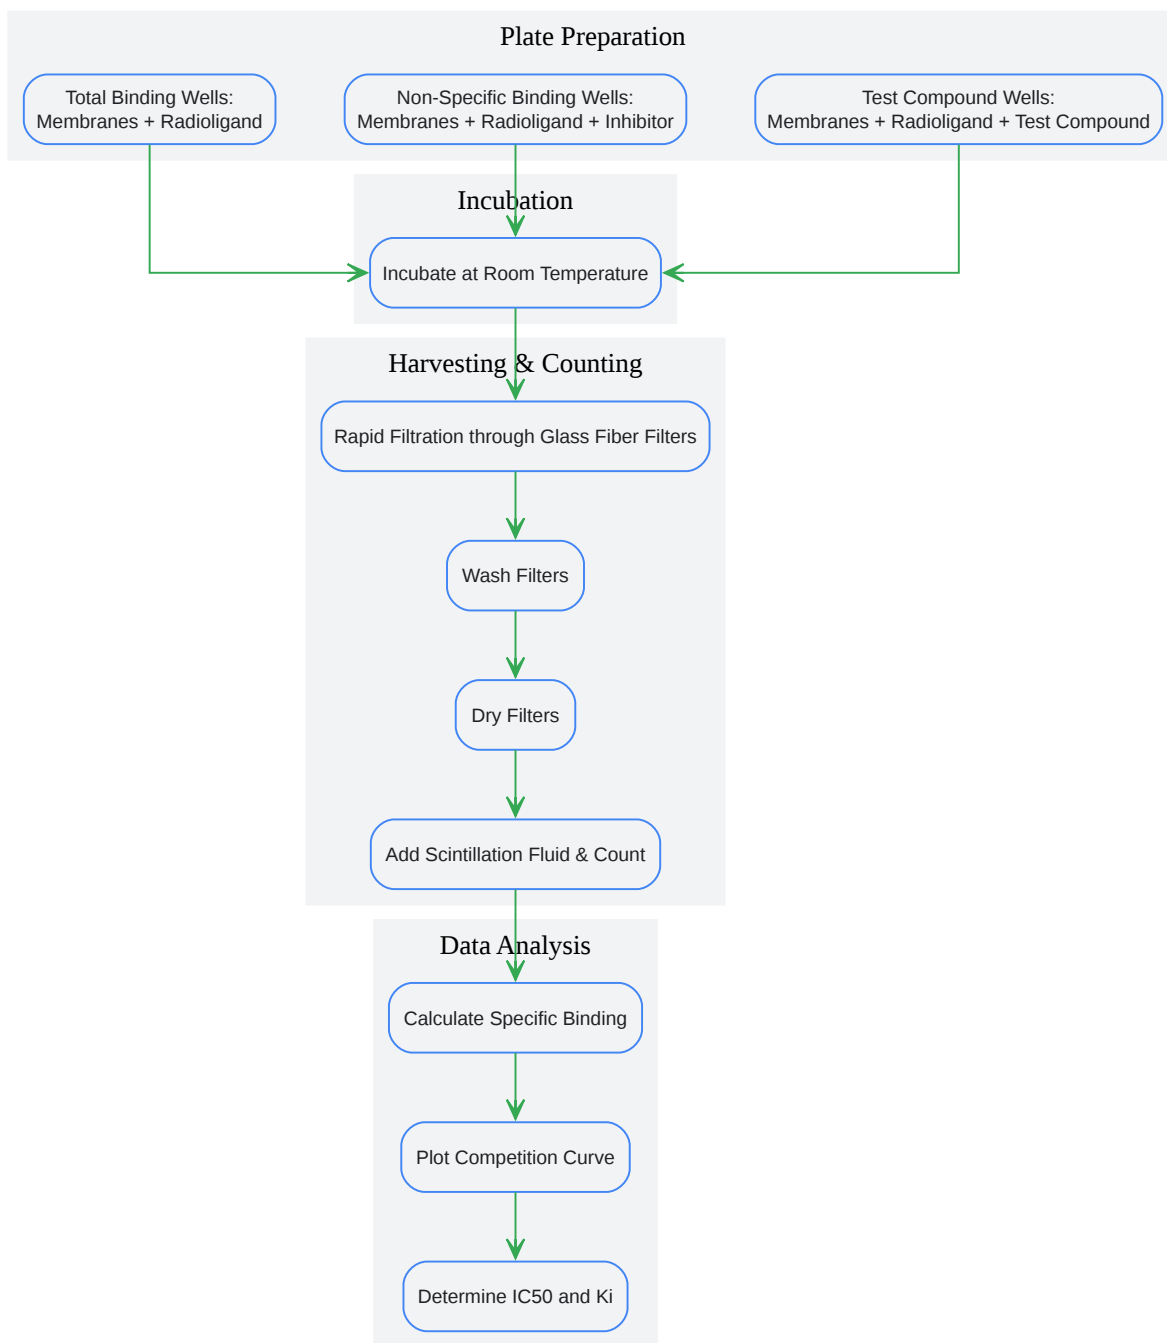 Plate Preparation
Total Binding Wells:
Membranes + Radioligand
Non-Specific Binding Wells:
Membranes + Radioligand + Inhibitor
Test Compound Wells:
Membranes + Radioligand + Test Compound
Incubation
Incubate at Room Temperature
Harvesting & Counting
Rapid Filtration through Glass Fiber Filters
Wash Filters
Dry Filters
Add Scintillation Fluid & Count
Data Analysis
Calculate Specific Binding
Plot Competition Curve
Determine IC50 and Ki